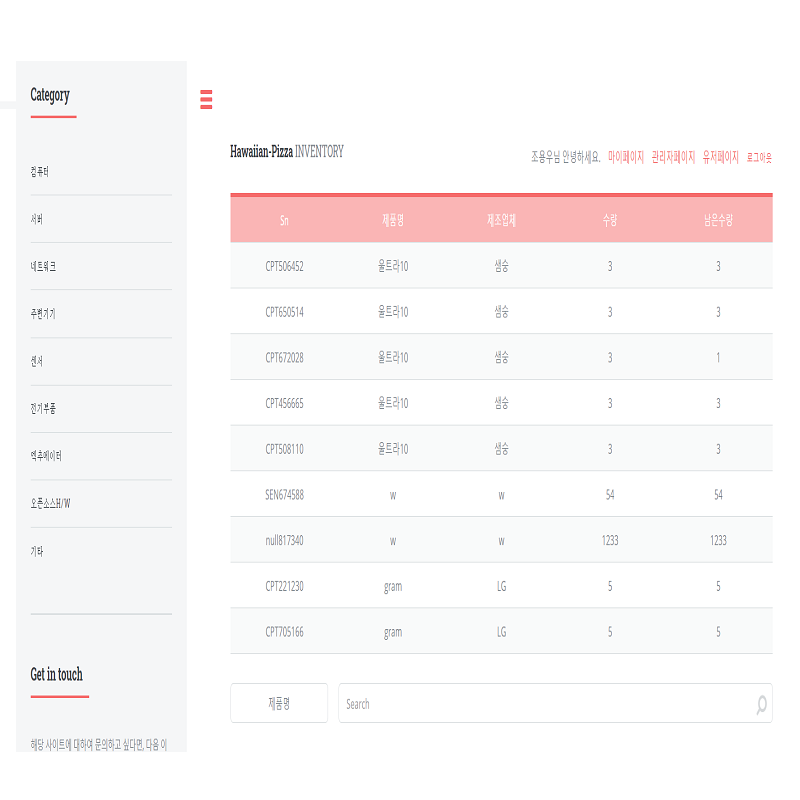 Category
컴퓨터
서버
네트워크
주변기기
센서
전기부품
엑추에이터
오픈소스H/W
기타
Get in touch
해당 사이트에 대하여 문의하고 싶다면, 다음 이
Hawaiian-Pizza INVENTORY
조용우님 안녕하세요. 마이페이지 관리자페이지 유저페이지 로그아웃
Sn 제품명 제조업체 수량 남은수량
CPT506452 울트라10 샘숭 3 3
CPT650514 울트라10 샘숭 3 3
CPT672028 울트라10 샘숭 3 1
CPT456665 울트라10 샘숭 3 3
CPT508110 울트라10 샘숭 3 3
SEN674588 w w 54 54
null817340 w w 1233 1233
CPT221230 gram LG 5 5
CPT705166 gram LG 5 5
제품명 Search